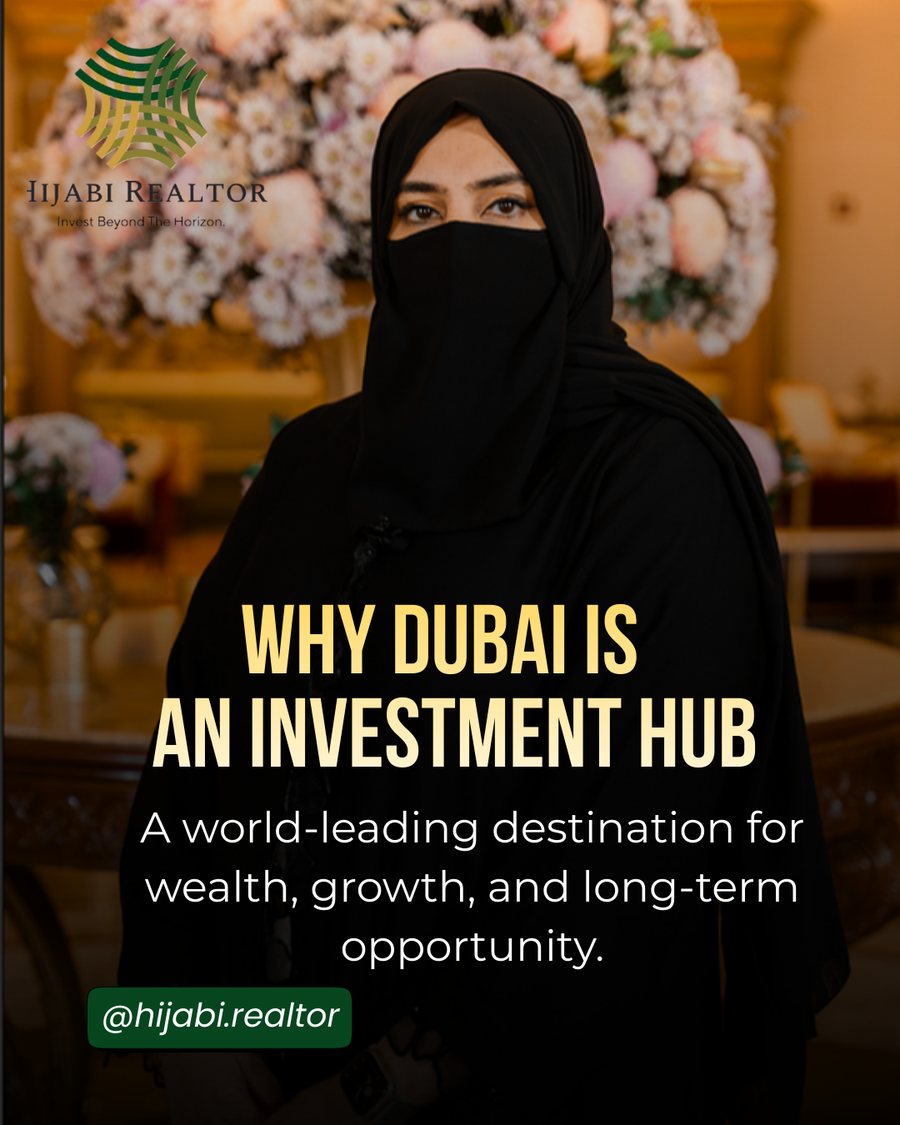 HIJABI REALTOR
Invest Beyond The Horizon.
WHY DUBAI IS
AN INVESTMENT HUB
A world-leading destination for
wealth, growth, and long-term
opportunity.
@hijabi.realtor